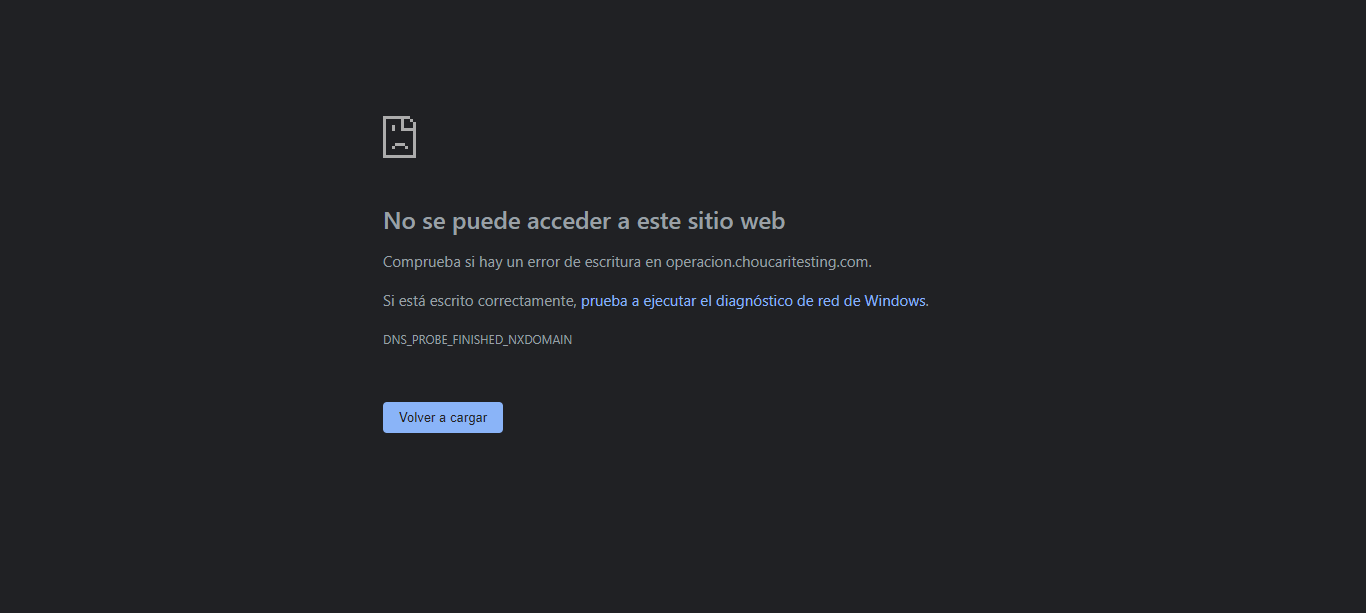 No se puede acceder a este sitio web
Comprueba si hay un error de escritura en operacion.choucaritesting.com.
Si está escrito correctamente, prueba a ejecutar el diagnóstico de red de Windows.
DNS_PROBE_FINISHED_NXDOMAIN
Volver a cargar